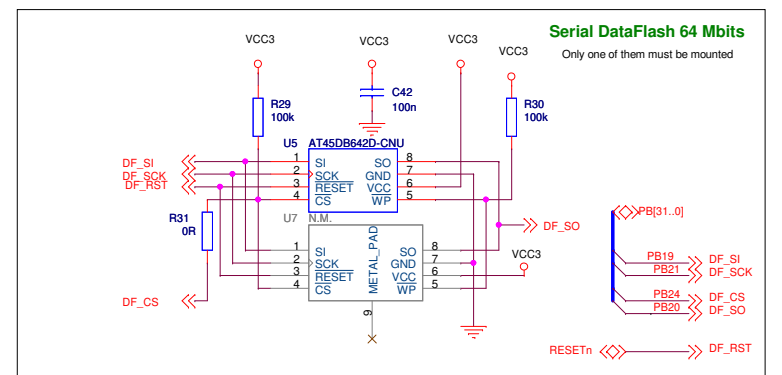 Serial DataFlash 64 Mbits
Only one of them must be mounted
VCC3
VCC3
VCC3
VCC3
R29
100k
C42
100n
R30
100k
U5 AT45DB642D-CNU
DF_SI
DF_SCK
DF_RST
1 SI SO 8
2 SCK GND 7
3 RESET VCC 6
4 CS WP 5
R31
0R
U7 N.M.
DF_SO
1 SI SO 8
2 SCK GND 7
3 RESET VCC 6
4 CS WP 5
METAL_PAD
9
VCC3
DF_CS
PB[31..0]
PB19 DF_SI
PB21 DF_SCK
PB24 DF_CS
PB20 DF_SO
RESETn DF_RST